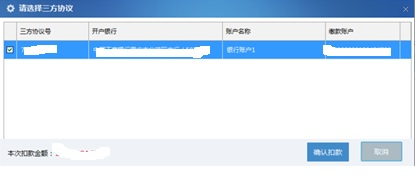 请选择三方协议
三方协议号 开户银行 账户名称 缴款账户
银行账户1
本次扣款金额： 确认扣款 取消